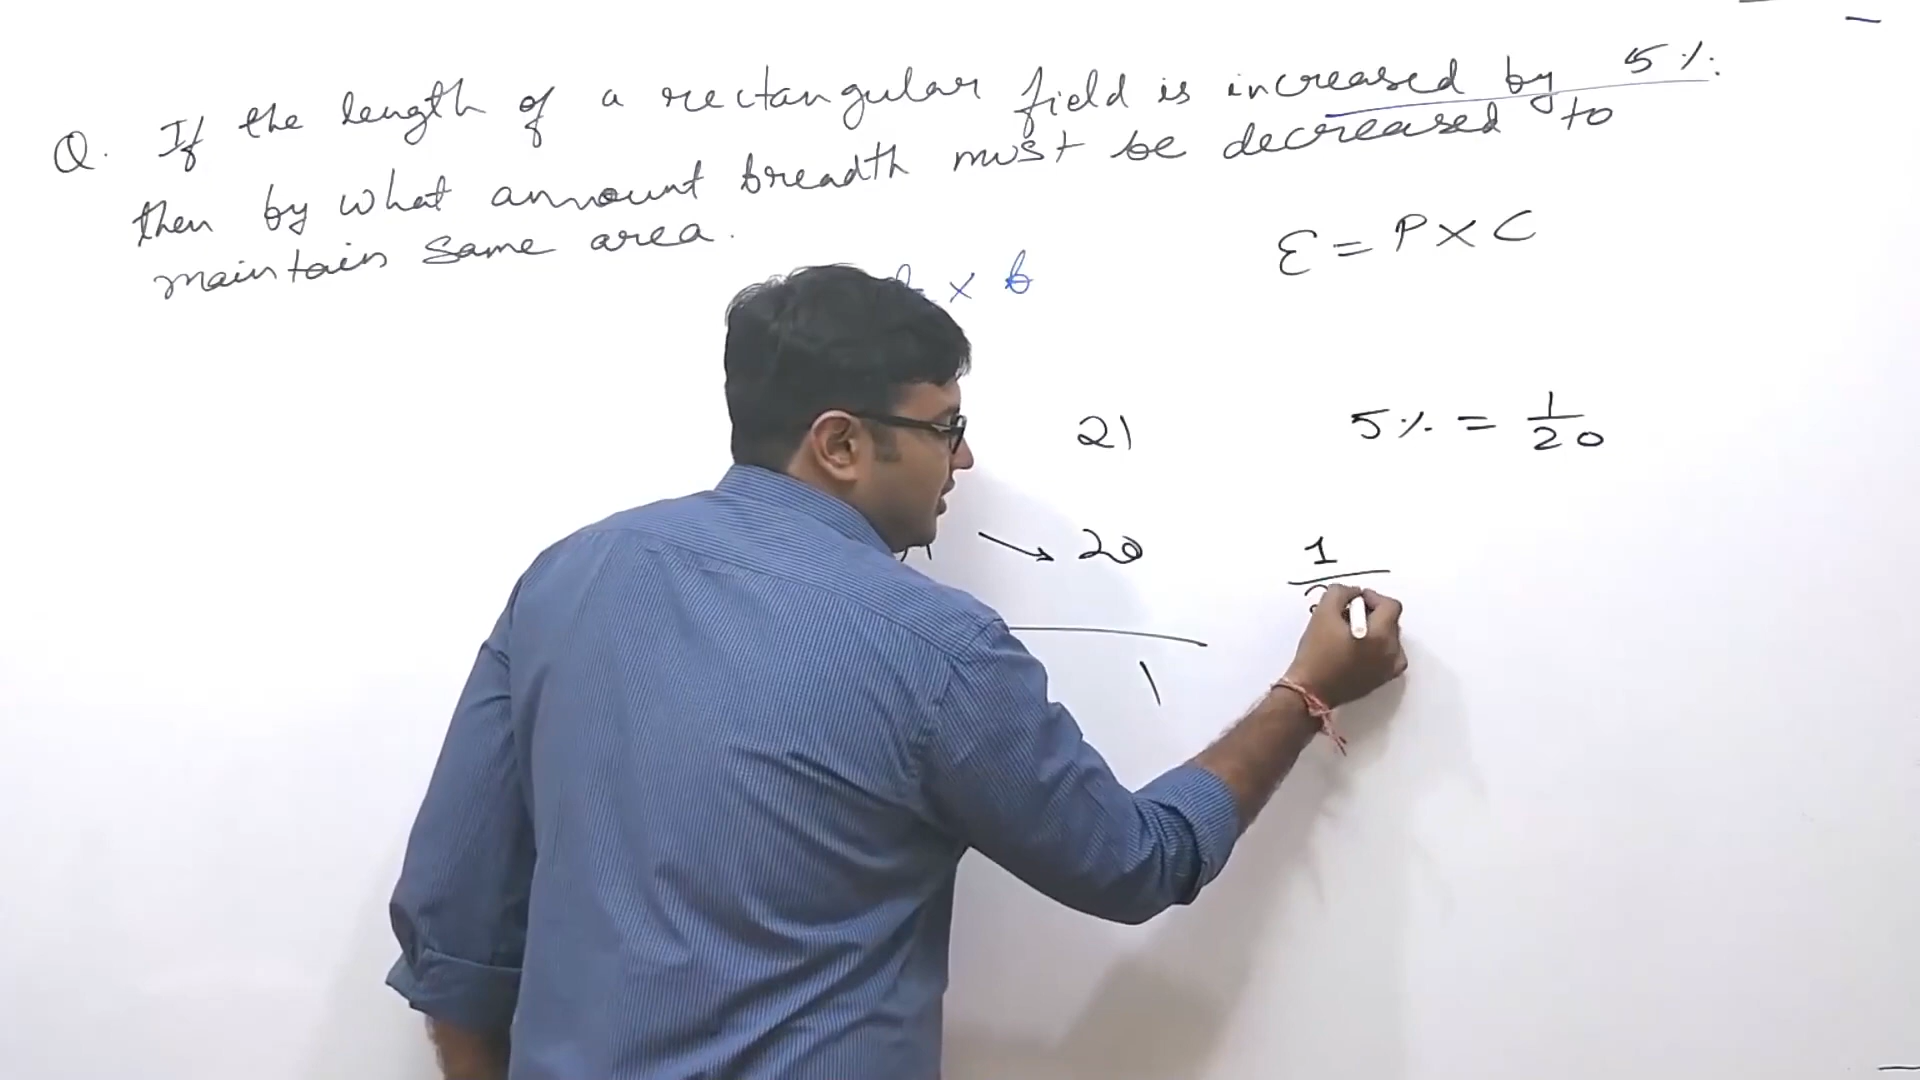 Q. If the length of a rectangular field is increased by 5%
then by what amount breadth must be decreased to
maintain same area.
E = P × C
× b
21
5% = 1/20
→ 20
1
1